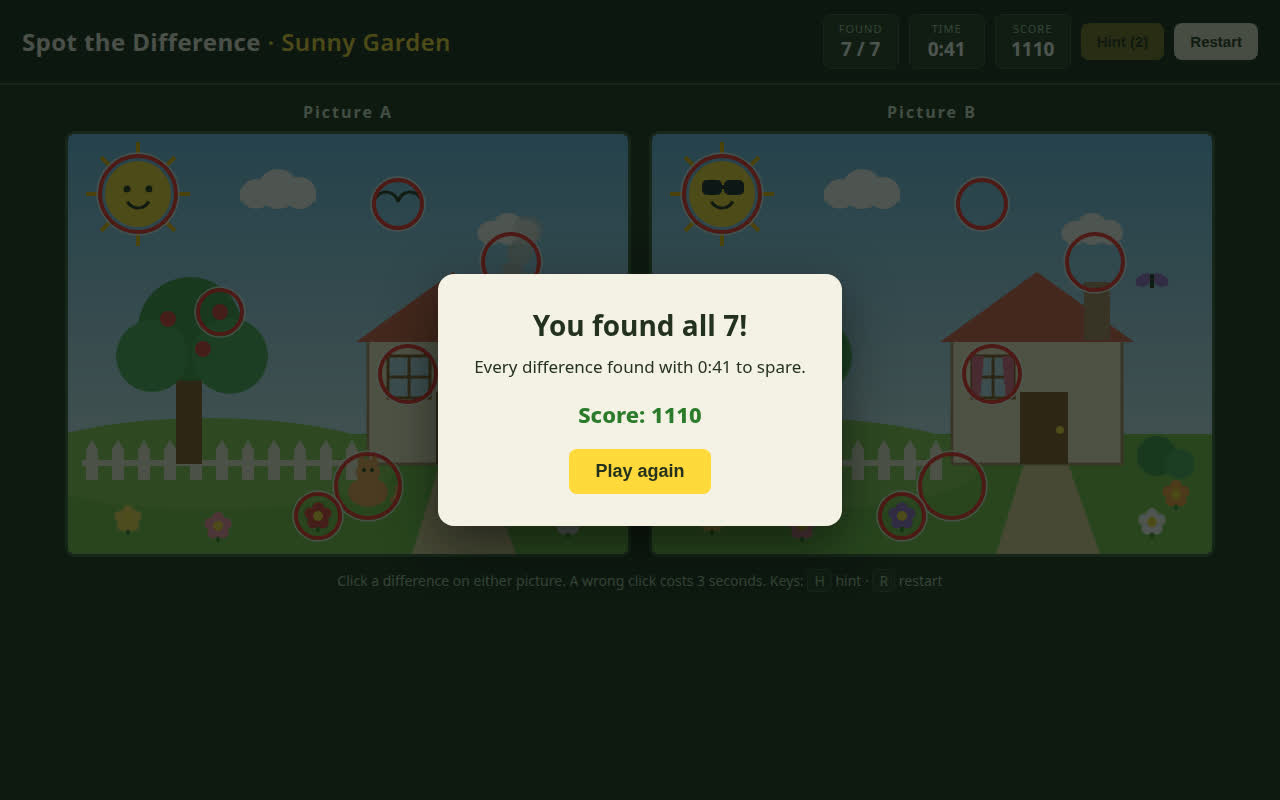 Spot the Difference · Sunny Garden
FOUND
7 / 7
TIME
0:41
SCORE
1110
Hint (2)
Restart
Picture A
Picture B
You found all 7!
Every difference found with 0:41 to spare.
Score: 1110
Play again
Click a difference on either picture. A wrong click costs 3 seconds. Keys: H hint · R restart